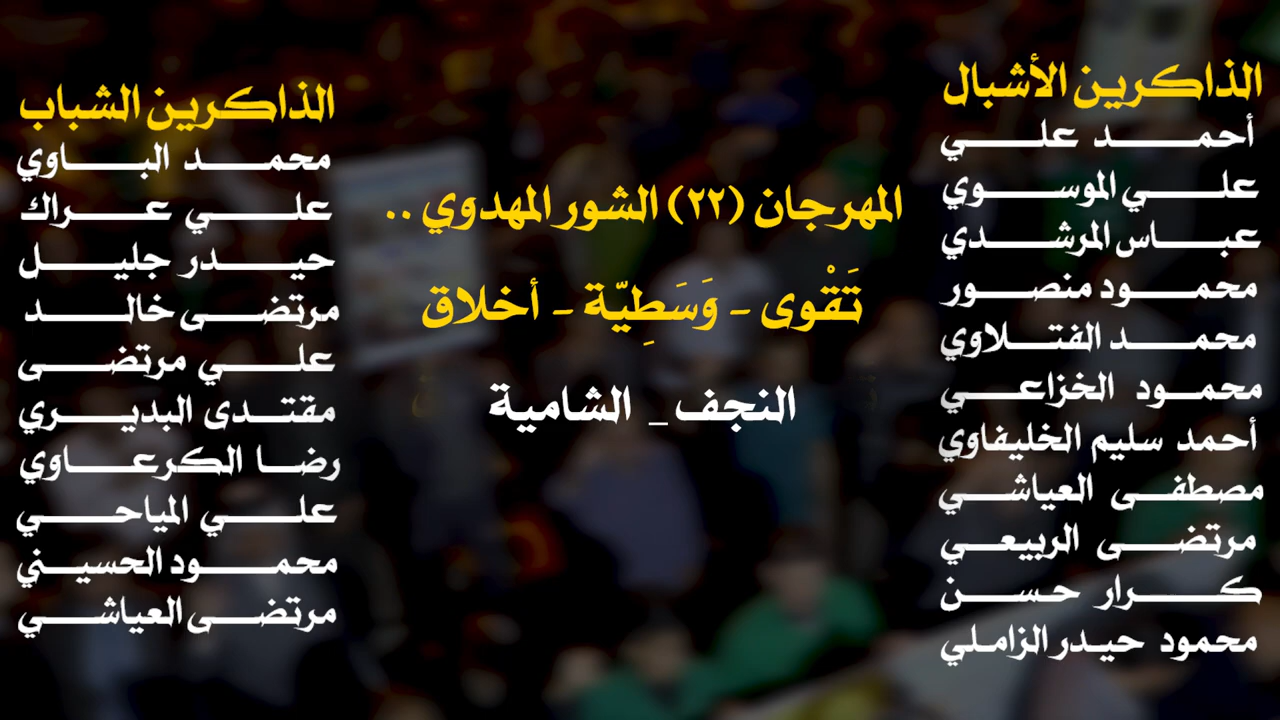 الذاكرين الأشبال
أحمد علي
علي الموسوي
عباس المرشدي
محمود منصور
محمد الفتلاوي
محمود الخزاعي
أحمد سليم الخليفاوي
مصطفى العياشي
مرتضى الربيعي
كرار حسن
محمود حيدر الزاملي
المهرجان (٢٢) الشور المهدوي ..
تَقْوى - وَسَطِيّة - أخلاق
النجف _ الشامية
الذاكرين الشباب
محمد الباوي
علي عراك
حيدر جليل
مرتضى خالد
علي مرتضى
مقتدى البديري
رضا الكرعاوي
علي المياحي
محمود الحسيني
مرتضى العياشي